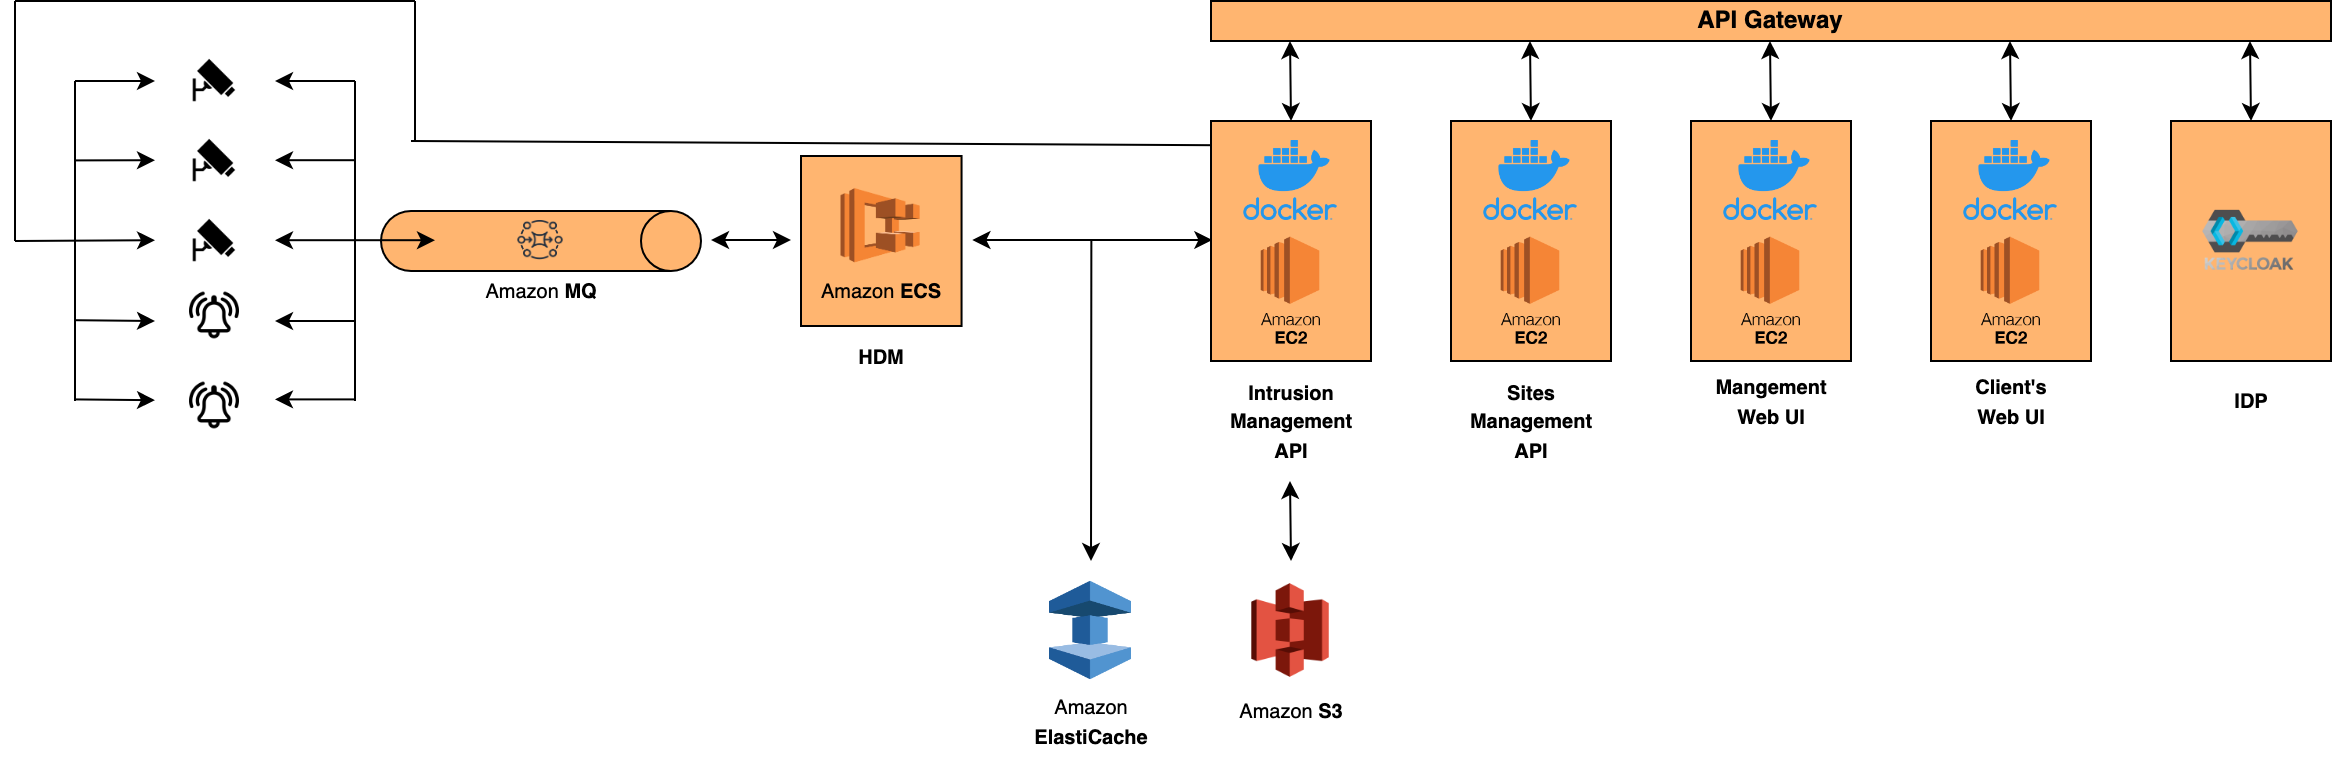 API Gateway
docker
docker
docker
docker
Amazon MQ
Amazon ECS
HDM
Amazon
EC2
Amazon
EC2
Amazon
EC2
Amazon
EC2
KEYCLOAK
Intrusion
Management
API
Sites
Management
API
Mangement
Web UI
Client's
Web UI
IDP
Amazon
ElastiCache
Amazon S3